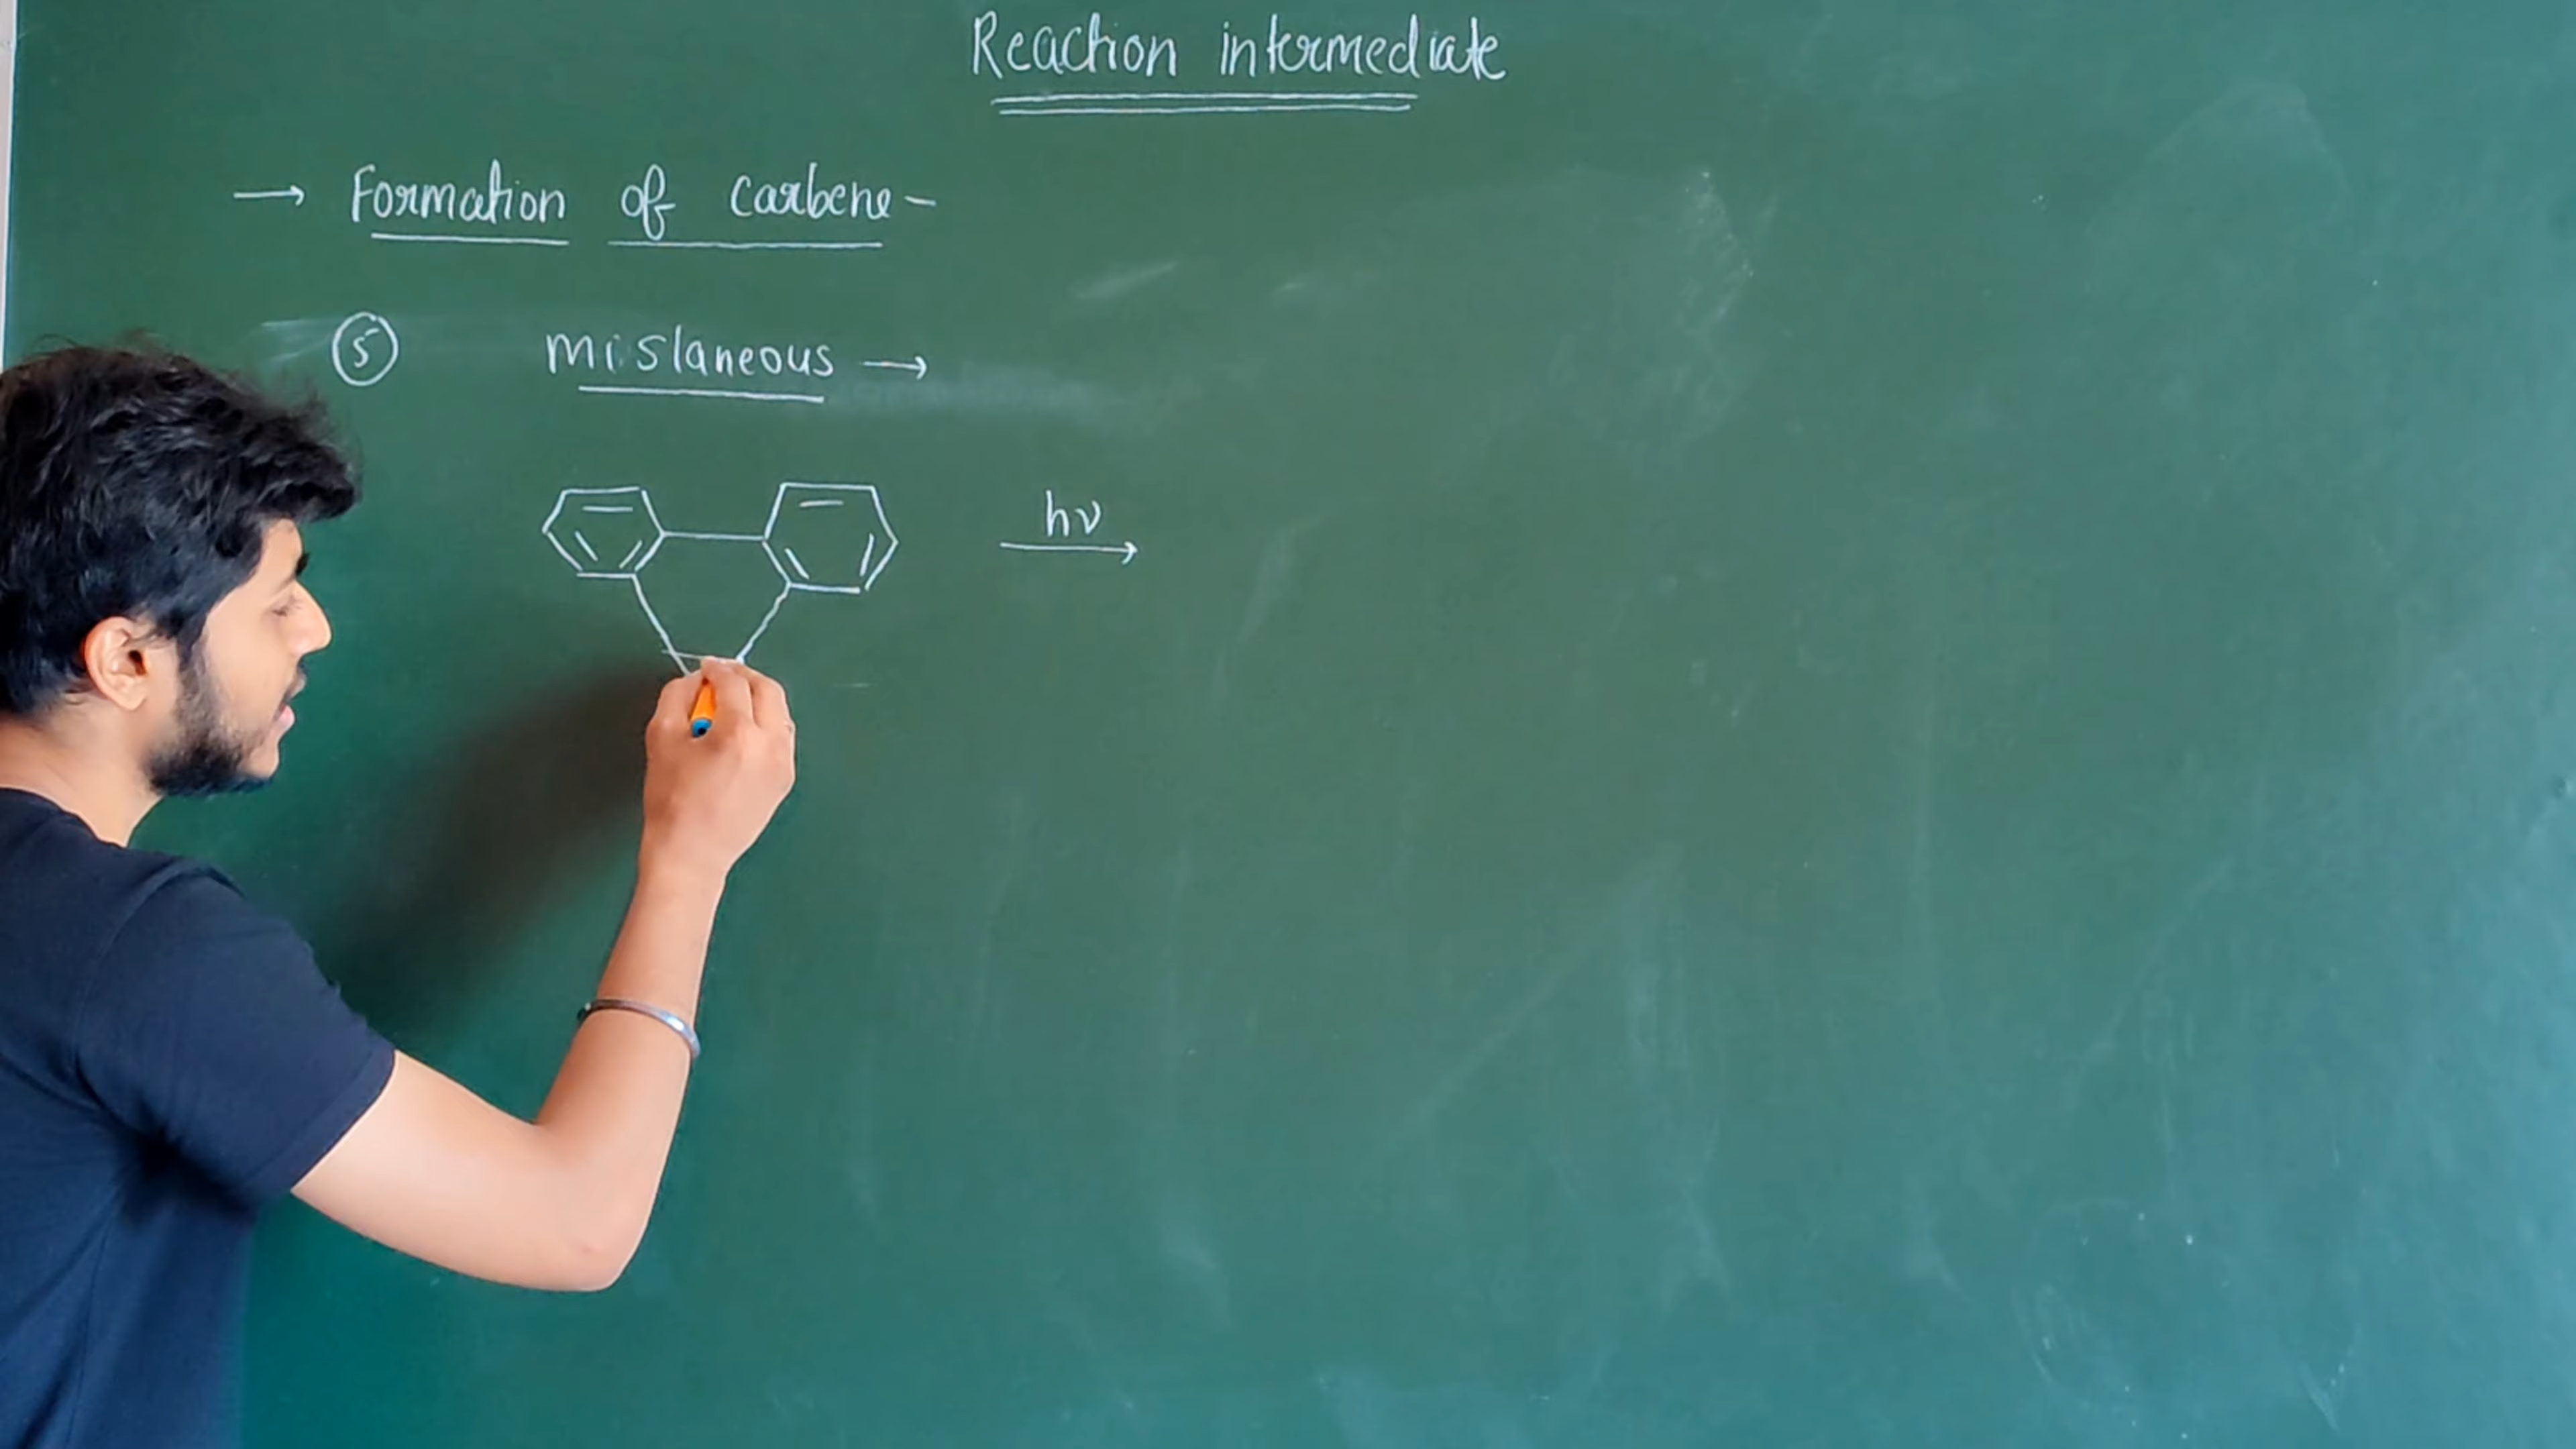 Reaction intermediate
→ Formation of carbene -
⑤ mislaneous →
hν